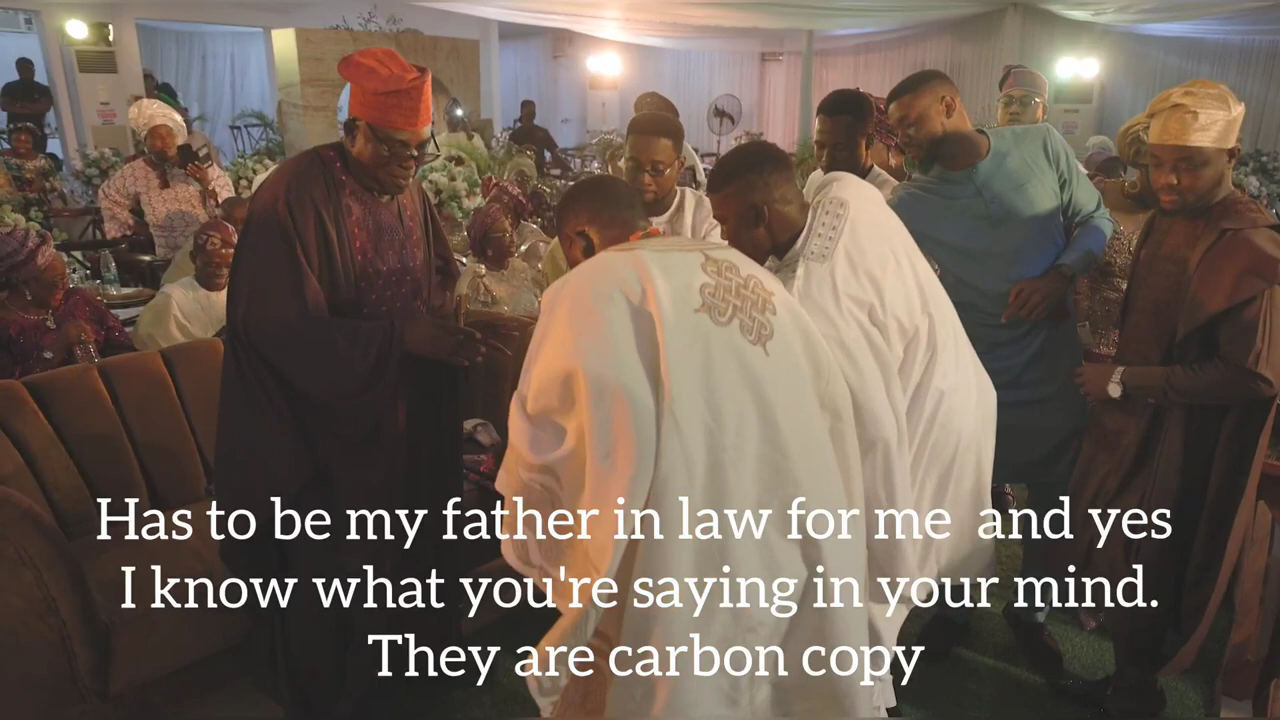 Has to be my father in law for me  and yes
I know what you're saying in your mind.
They are carbon copy